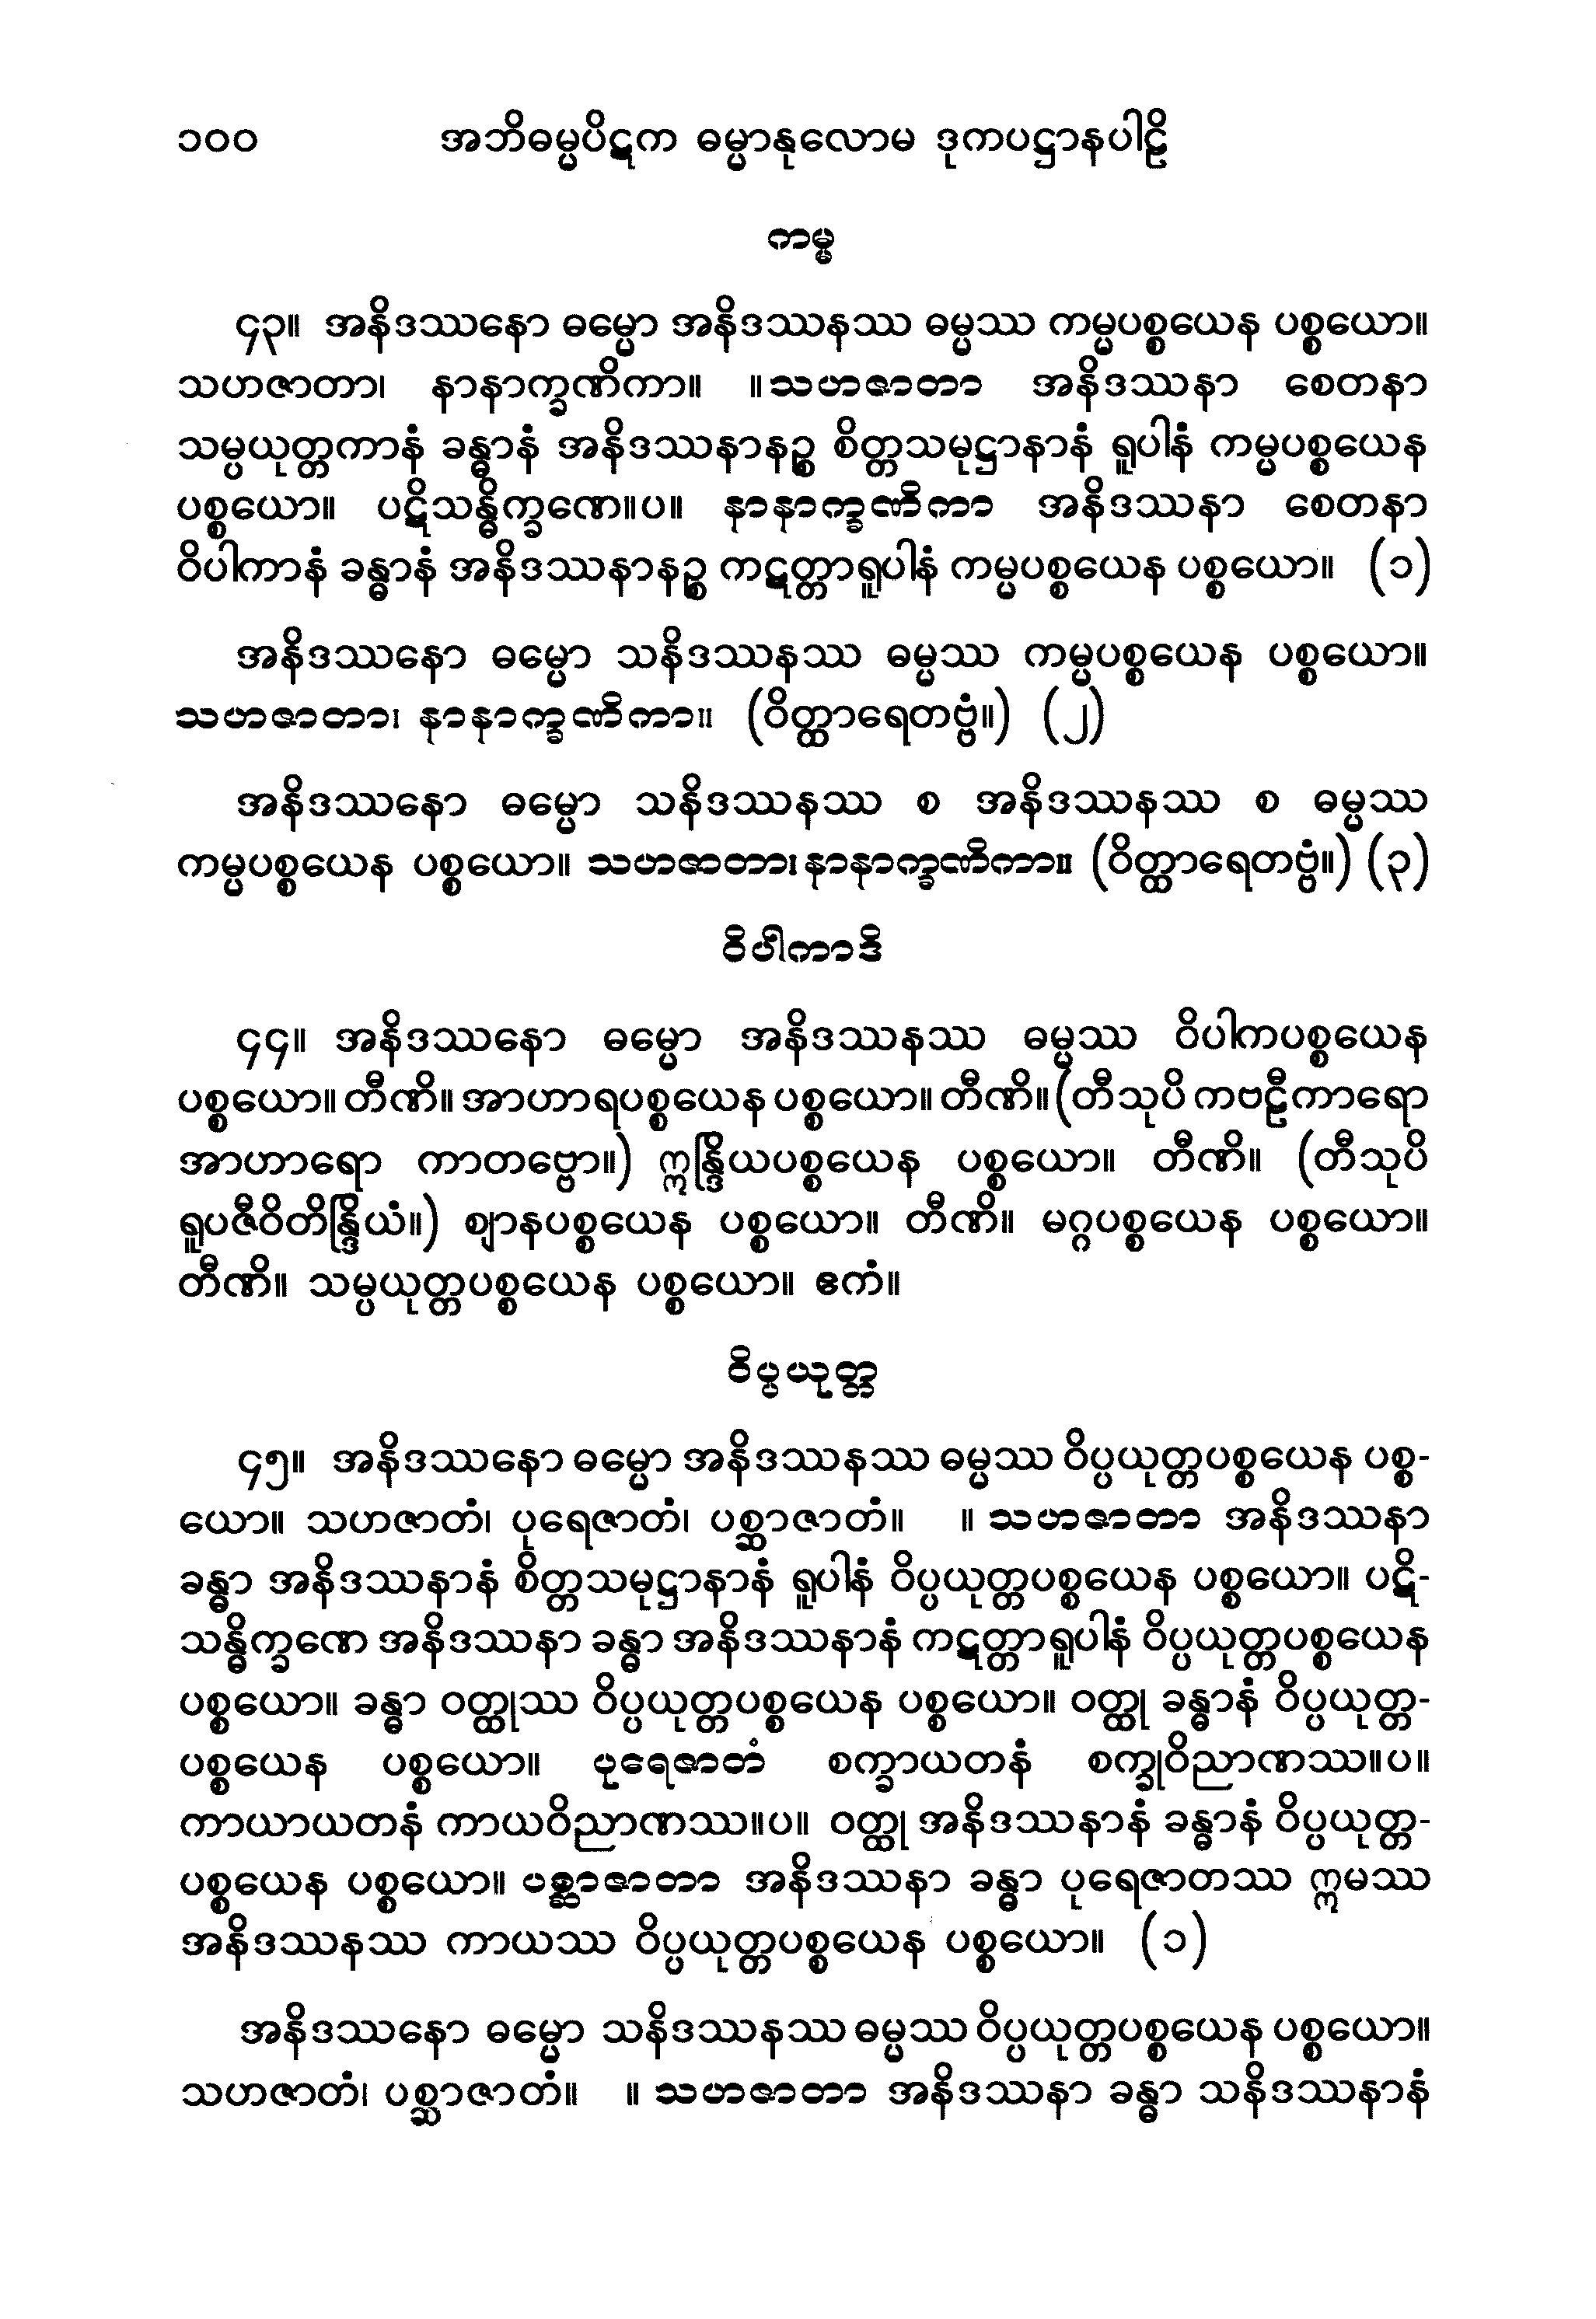 ၁၀၀ အဘိဓမ္မပိဋက ဓမ္မာနုလောမ ဒုကပဋ္ဌာနပါဠိ
ကမ္မ
၄၃။ အနိဒဿနော ဓမ္မော အနိဒဿနဿ ဓမ္မဿ ကမ္မပစ္စယေန ပစ္စယော။
သဟဇာတာ၊ နာနာက္ခဏိကာ။ ။သဟဇာတာ အနိဒဿနာ စေတနာ
သမ္ပယုတ္တကာနံ ခန္ဓာနံ အနိဒဿနာနဉ္စ စိတ္တသမုဋ္ဌာနာနံ ရူပါနံ ကမ္မပစ္စယေန
ပစ္စယော။ ပဋိသန္ဓိက္ခဏေ။ပ။ နာနာက္ခဏိကာ အနိဒဿနာ စေတနာ
ဝိပါကာနံ ခန္ဓာနံ အနိဒဿနာနဉ္စ ကဋတ္တာရူပါနံ ကမ္မပစ္စယေန ပစ္စယော။ (၁)
အနိဒဿနော ဓမ္မော သနိဒဿနဿ ဓမ္မဿ ကမ္မပစ္စယေန ပစ္စယော။
သဟဇာတာ၊ နာနာက္ခဏိကာ။ (ဝိတ္ထာရေတဗ္ဗံ။) (၂)
အနိဒဿနော ဓမ္မော သနိဒဿနဿ စ အနိဒဿနဿ စ ဓမ္မဿ
ကမ္မပစ္စယေန ပစ္စယော။ သဟဇာတာ၊ နာနာက္ခဏိကာ။ (ဝိတ္ထာရေတဗ္ဗံ။) (၃)
ဝိပါကာဒိ
၄၄။ အနိဒဿနော ဓမ္မော အနိဒဿနဿ ဓမ္မဿ ဝိပါကပစ္စယေန
ပစ္စယော။ တီဏိ။ အာဟာရပစ္စယေန ပစ္စယော။ တီဏိ။ (တီသုပိ ကဗဠီကာရော
အာဟာရော ကာတဗ္ဗော။) ဣန္ဒြိယပစ္စယေန ပစ္စယော။ တီဏိ။ (တီသုပိ
ရူပဇီဝိတိန္ဒြိယံ။) ဈာနပစ္စယေန ပစ္စယော။ တီဏိ။ မဂ္ဂပစ္စယေန ပစ္စယော။
တီဏိ။ သမ္ပယုတ္တပစ္စယေန ပစ္စယော။ ဧကံ။
ဝိပ္ပယုတ္တ
၄၅။ အနိဒဿနော ဓမ္မော အနိဒဿနဿ ဓမ္မဿ ဝိပ္ပယုတ္တပစ္စယေန ပစ္စ-
ယော။ သဟဇာတံ၊ ပုရေဇာတံ၊ ပစ္ဆာဇာတံ။ ။ သဟဇာတာ အနိဒဿနာ
ခန္ဓာ အနိဒဿနာနံ စိတ္တသမုဋ္ဌာနာနံ ရူပါနံ ဝိပ္ပယုတ္တပစ္စယေန ပစ္စယော။ ပဋိ-
သန္ဓိက္ခဏေ အနိဒဿနာ ခန္ဓာ အနိဒဿနာနံ ကဋတ္တာရူပါနံ ဝိပ္ပယုတ္တပစ္စယေန
ပစ္စယော။ ခန္ဓာ ဝတ္ထုဿ ဝိပ္ပယုတ္တပစ္စယေန ပစ္စယော။ ဝတ္ထု ခန္ဓာနံ ဝိပ္ပယုတ္တ-
ပစ္စယေန ပစ္စယော။ ပုရေဇာတံ စက္ခာယတနံ စက္ခုဝိညာဏဿ။ပ။
ကာယာယတနံ ကာယဝိညာဏဿ။ပ။ ဝတ္ထု အနိဒဿနာနံ ခန္ဓာနံ ဝိပ္ပယုတ္တ-
ပစ္စယေန ပစ္စယော။ ပစ္ဆာဇာတာ အနိဒဿနာ ခန္ဓာ ပုရေဇာတဿ ဣမဿ
အနိဒဿနဿ ကာယဿ ဝိပ္ပယုတ္တပစ္စယေန ပစ္စယော။ (၁)
အနိဒဿနော ဓမ္မော သနိဒဿနဿ ဓမ္မဿ ဝိပ္ပယုတ္တပစ္စယေန ပစ္စယော။
သဟဇာတံ၊ ပစ္ဆာဇာတံ။ ။ သဟဇာတာ အနိဒဿနာ ခန္ဓာ သနိဒဿနာနံ